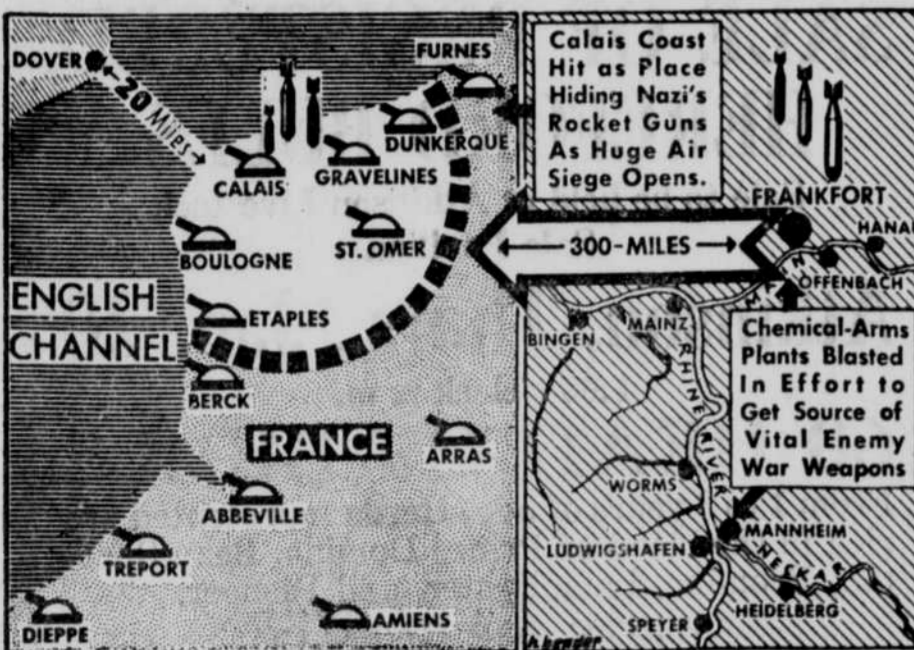 DOVER
20 MILES
FURNES
DUNKERQUE
CALAIS
GRAVELINES
BOULOGNE
ST. OMER
ENGLISH
CHANNEL
ETAPLES
BERCK
FRANCE
ARRAS
ABBEVILLE
TREPORT
DIEPPE
AMIENS
Calais Coast
Hit as Place
Hiding Nazi's
Rocket Guns
As Huge Air
Siege Opens.
FRANKFORT
300-MILES
HANAU
MAIN
OFFENBACH
BINGEN
MAINZ
RHINE RIVER
Chemical-Arms
Plants Blasted
In Effort to
Get Source of
Vital Enemy
War Weapons
WORMS
MANNHEIM
LUDWIGSHAFEN
NECKAR
HEIDELBERG
SPEYER